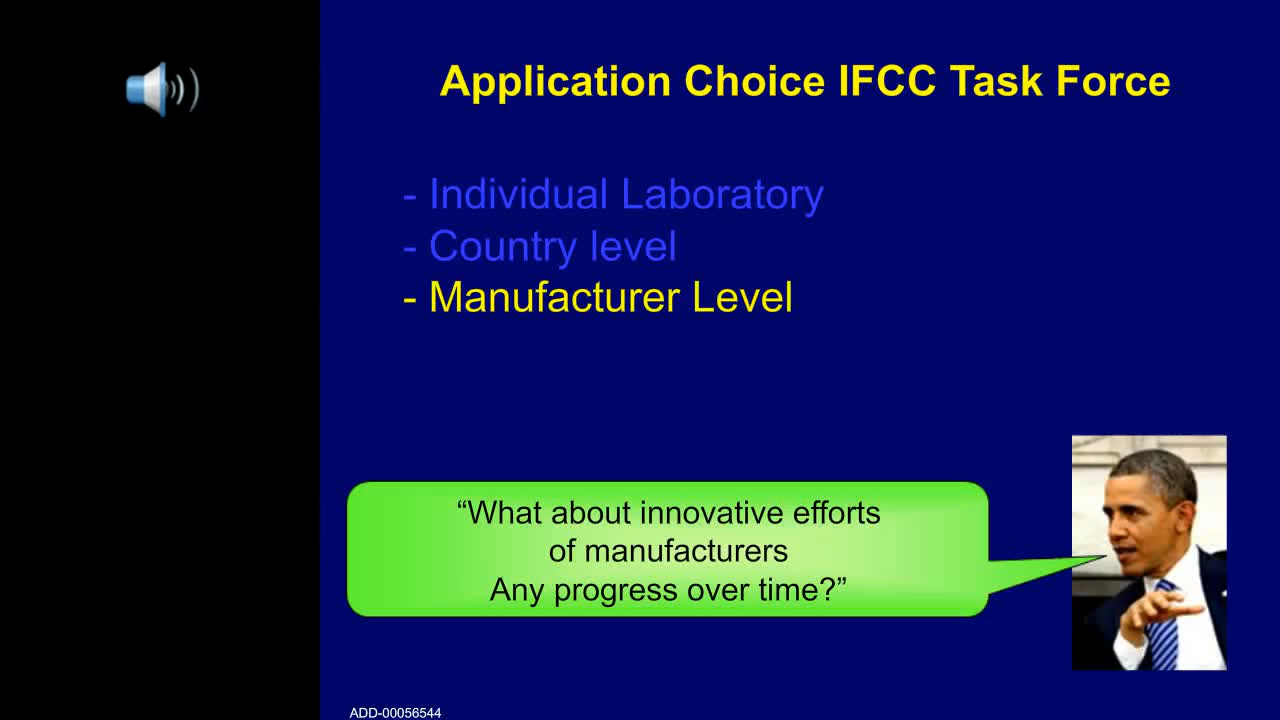 Application Choice IFCC Task Force
- Individual Laboratory
- Country level
- Manufacturer Level
“What about innovative efforts
of manufacturers
Any progress over time?”
ADD-00056544